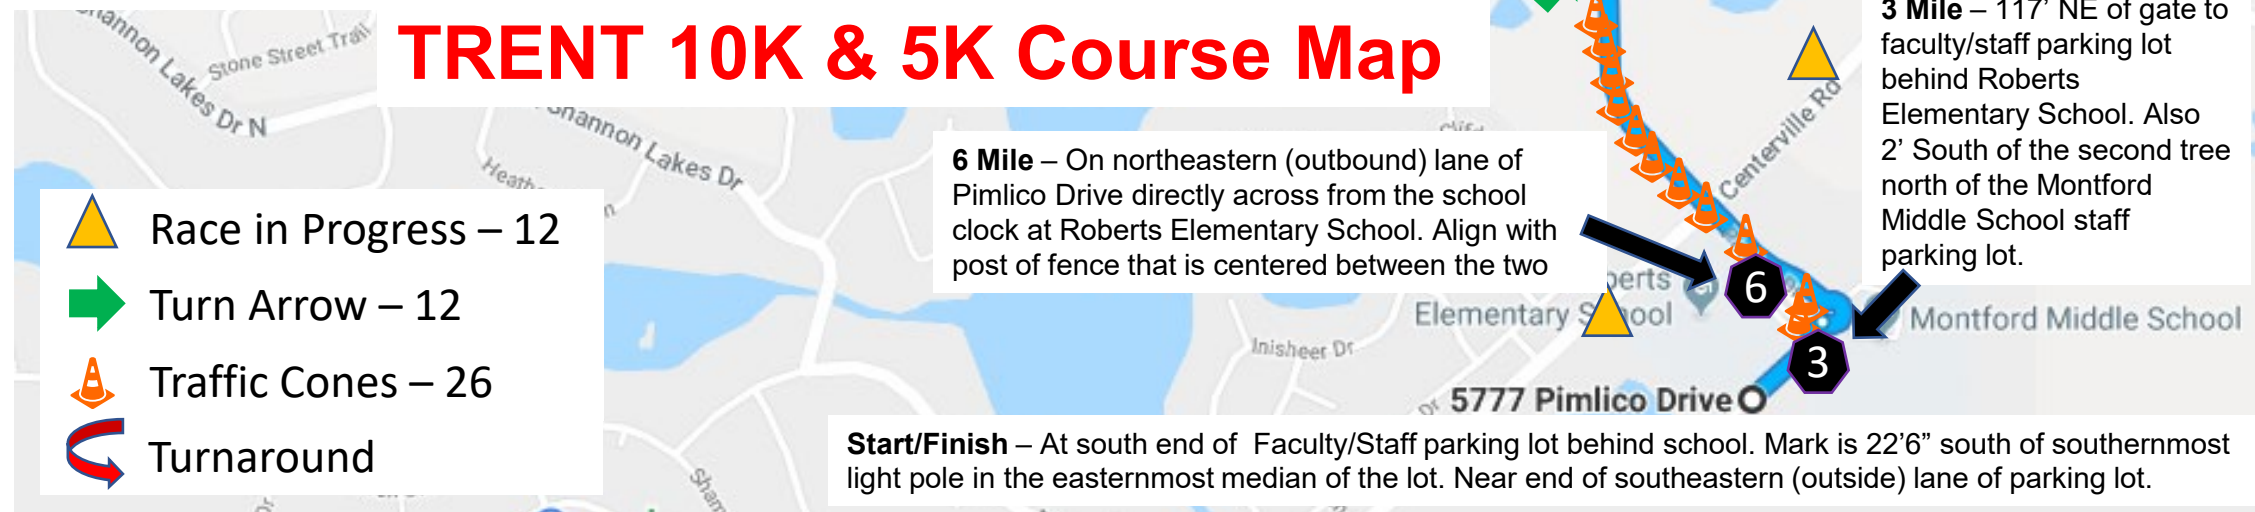 TRENT 10K & 5K Course Map
3 Mile – 117’ NE of gate to
faculty/staff parking lot
behind Roberts
Elementary School. Also
2’ South of the second tree
north of the Montford
Middle School staff
parking lot.
Shannon Lakes Dr N
Stone Street Trail
Shannon Lakes Dr
Centerville Rd
6 Mile – On northeastern (outbound) lane of
Pimlico Drive directly across from the school
clock at Roberts Elementary School. Align with
post of fence that is centered between the two
Race in Progress – 12
Turn Arrow – 12
Traffic Cones – 26
Turnaround
6
3
Elementary
Montford Middle School
Inisheer Dr
Dr
5777 Pimlico Drive
Start/Finish – At south end of Faculty/Staff parking lot behind school. Mark is 22’6” south of southernmost
light pole in the easternmost median of the lot. Near end of southeastern (outside) lane of parking lot.